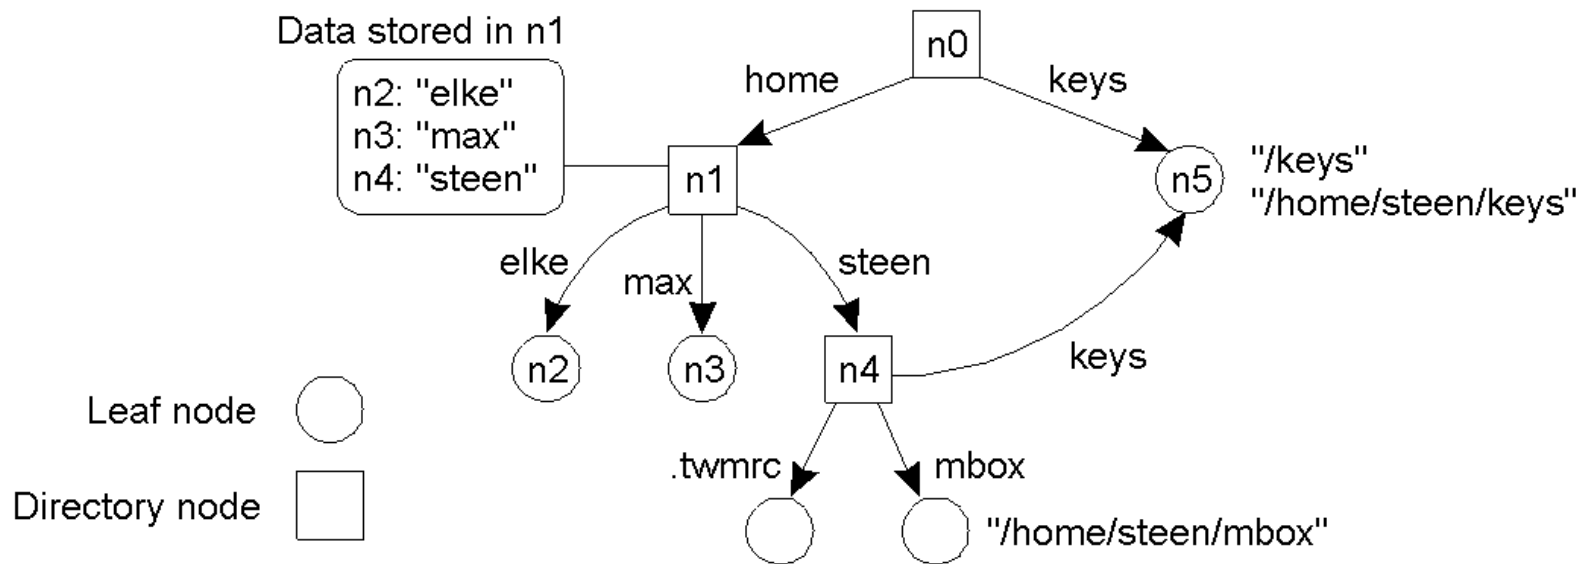 Data stored in n1
n2: "elke"
n3: "max"
n4: "steen"
n0
home
keys
n1
n5
"/keys"
"/home/steen/keys"
elke
max
steen
n2
n3
n4
keys
Leaf node
.twmrc
mbox
Directory node
"/home/steen/mbox"